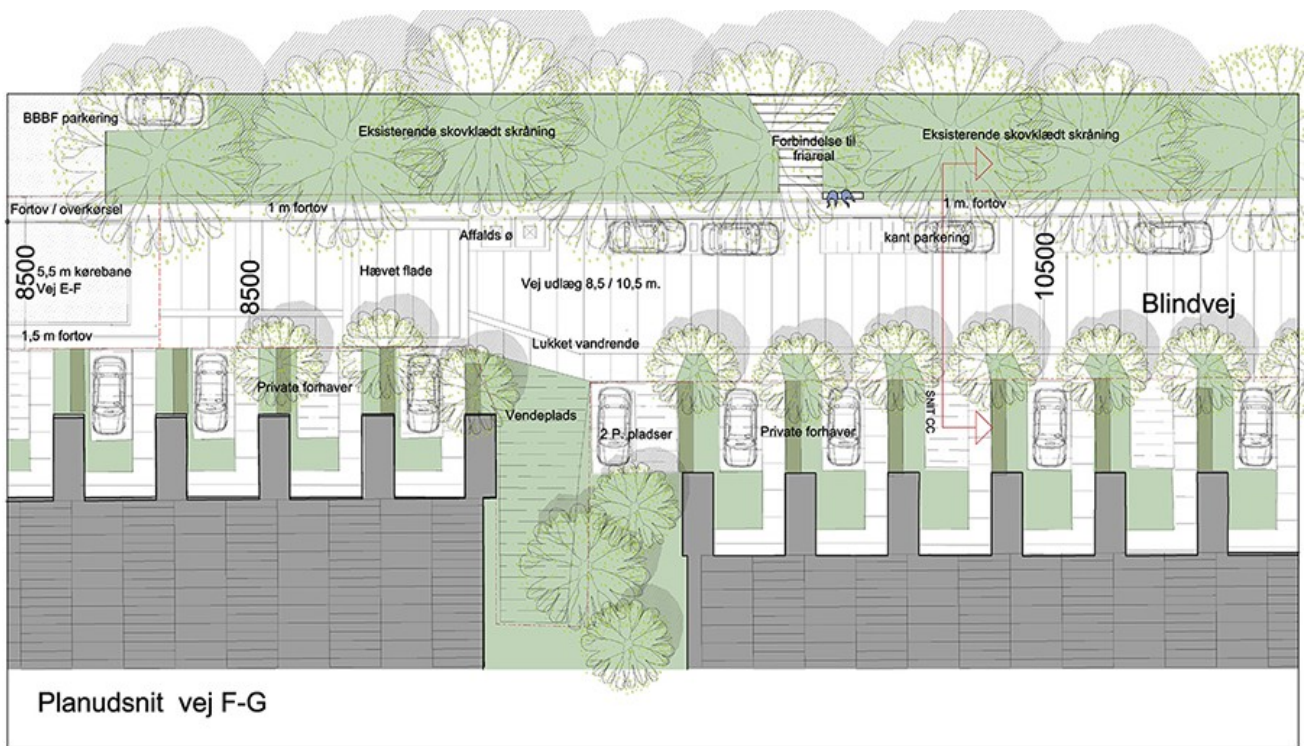 BBBF parkering
Eksisterende skovklædt skråning
Forbindelse til
friareal
Eksisterende skovklædt skråning
Fortov / overkørsel
1 m fortov
1 m. fortov
Affalds ø
kant parkering
8500
5,5 m kørebane
Vej E-F
8500
Hævet flade
Vej udlæg 8,5 / 10,5 m.
10500
Blindvej
1,5 m fortov
Lukket vandrende
Private forhaver
Vendeplads
2 P. pladser
Private forhaver
SNIT CC
Planudsnit vej F-G